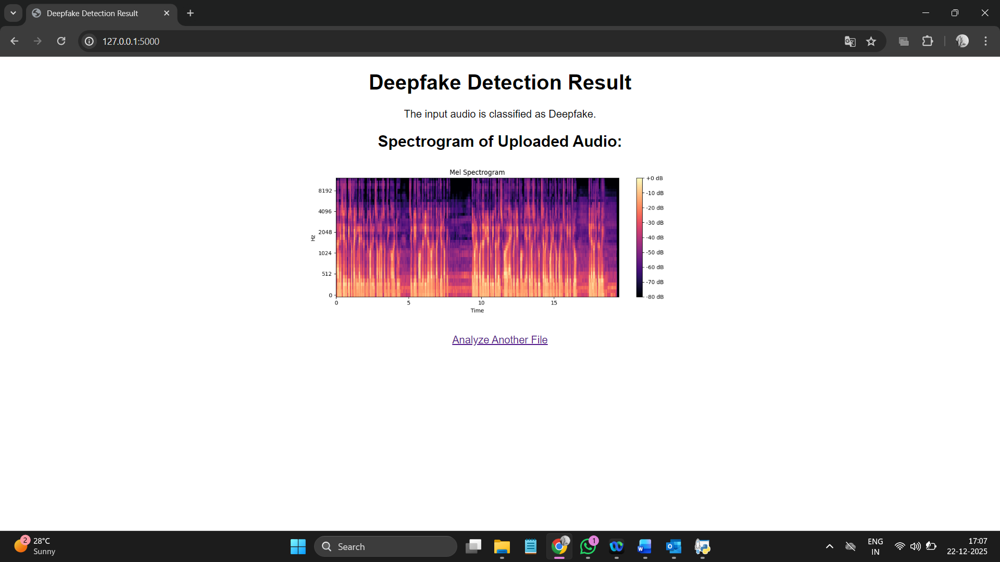 Deepfake Detection Result
127.0.0.1:5000
Deepfake Detection Result
The input audio is classified as Deepfake.
Spectrogram of Uploaded Audio:
Mel Spectrogram
8192
4096
2048
1024
512
0
Hz
0 5 10 15
Time
+0 dB
-10 dB
-20 dB
-30 dB
-40 dB
-50 dB
-60 dB
-70 dB
-80 dB
Analyze Another File
2
28°C
Sunny
Search
1
ENG
IN
17:07
22-12-2025